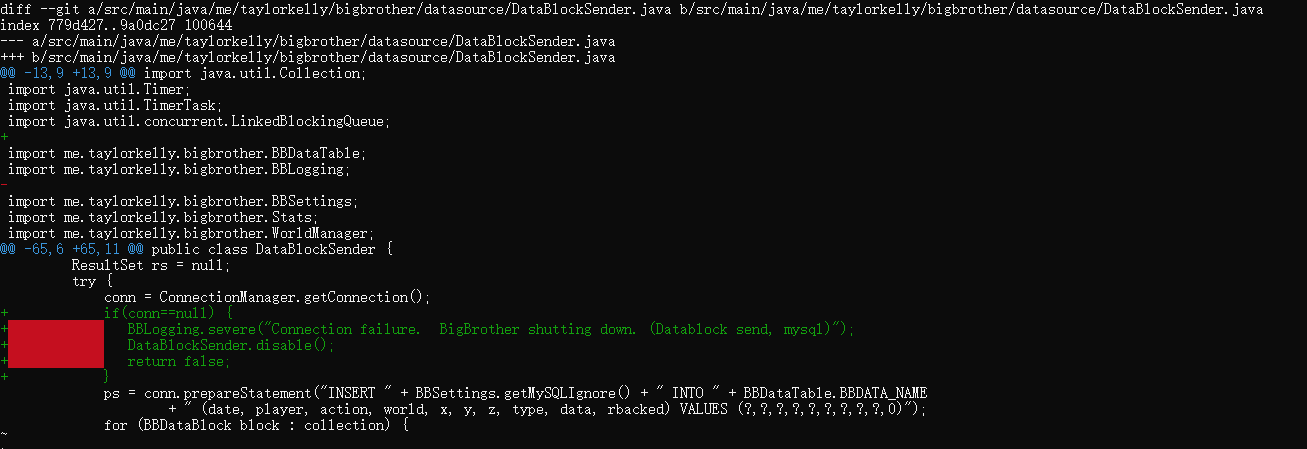 diff --git a/src/main/java/me/taylorkelly/bigbrother/datasource/DataBlockSender.java b/src/main/java/me/taylorkelly/bigbrother/datasource/DataBlockSender.java
index 779d427..9a0dc27 100644
--- a/src/main/java/me/taylorkelly/bigbrother/datasource/DataBlockSender.java
+++ b/src/main/java/me/taylorkelly/bigbrother/datasource/DataBlockSender.java
@@ -13,9 +13,9 @@ import java.util.Collection;
 import java.util.Timer;
 import java.util.TimerTask;
 import java.util.concurrent.LinkedBlockingQueue;
+
 import me.taylorkelly.bigbrother.BBDataTable;
 import me.taylorkelly.bigbrother.BBLogging;
-
 import me.taylorkelly.bigbrother.BBSettings;
 import me.taylorkelly.bigbrother.Stats;
 import me.taylorkelly.bigbrother.WorldManager;
@@ -65,6 +65,11 @@ public class DataBlockSender {
         ResultSet rs = null;
         try {
             conn = ConnectionManager.getConnection();
+            if(conn==null) {
+               BBLogging.severe("Connection failure.  BigBrother shutting down. (Datablock send, mysql)");
+               DataBlockSender.disable();
+               return false;
+            }
             ps = conn.prepareStatement("INSERT " + BBSettings.getMySQLIgnore() + " INTO " + BBDataTable.BBDATA_NAME
                     + " (date, player, action, world, x, y, z, type, data, rbacked) VALUES (?,?,?,?,?,?,?,?,?,0)");
             for (BBDataBlock block : collection) {
~